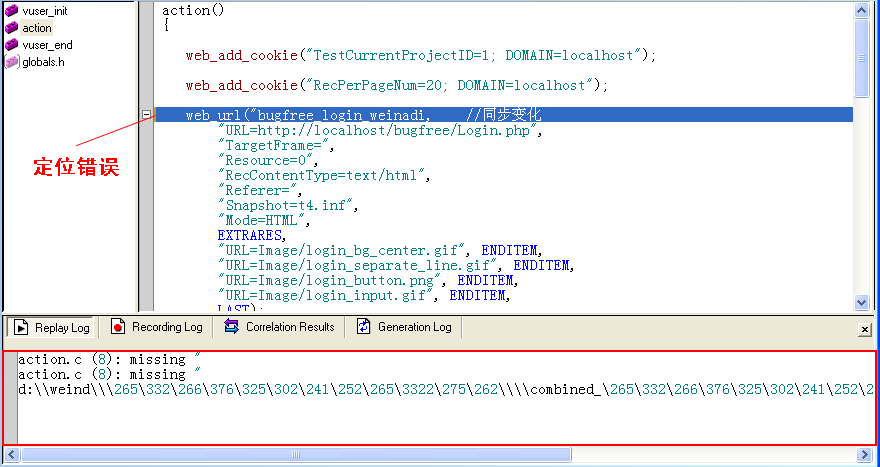 vuser_init
action
vuser_end
globals.h
action()
{
web_add_cookie("TestCurrentProjectID=1; DOMAIN=localhost");
web_add_cookie("RecPerPageNum=20; DOMAIN=localhost");
web_url("bugfree_login_weinadi, //同步变化
"URL=http://localhost/bugfree/Login.php",
"TargetFrame=",
"Resource=0",
"RecContentType=text/html",
"Referer=",
"Snapshot=t4.inf",
"Mode=HTML",
EXTRARES,
"URL=Image/login_bg_center.gif", ENDITEM,
"URL=Image/login_separate_line.gif", ENDITEM,
"URL=Image/login_button.png", ENDITEM,
"URL=Image/login_input.gif", ENDITEM,
LAST);
定位错误
Replay Log
Recording Log
Correlation Results
Generation Log
action.c (8): missing "
action.c (8): missing "
d:\\weind\\\265\332\266\376\325\302\241\252\265\3322\275\262\\\\combined_\265\332\266\376\325\302\241\252\2